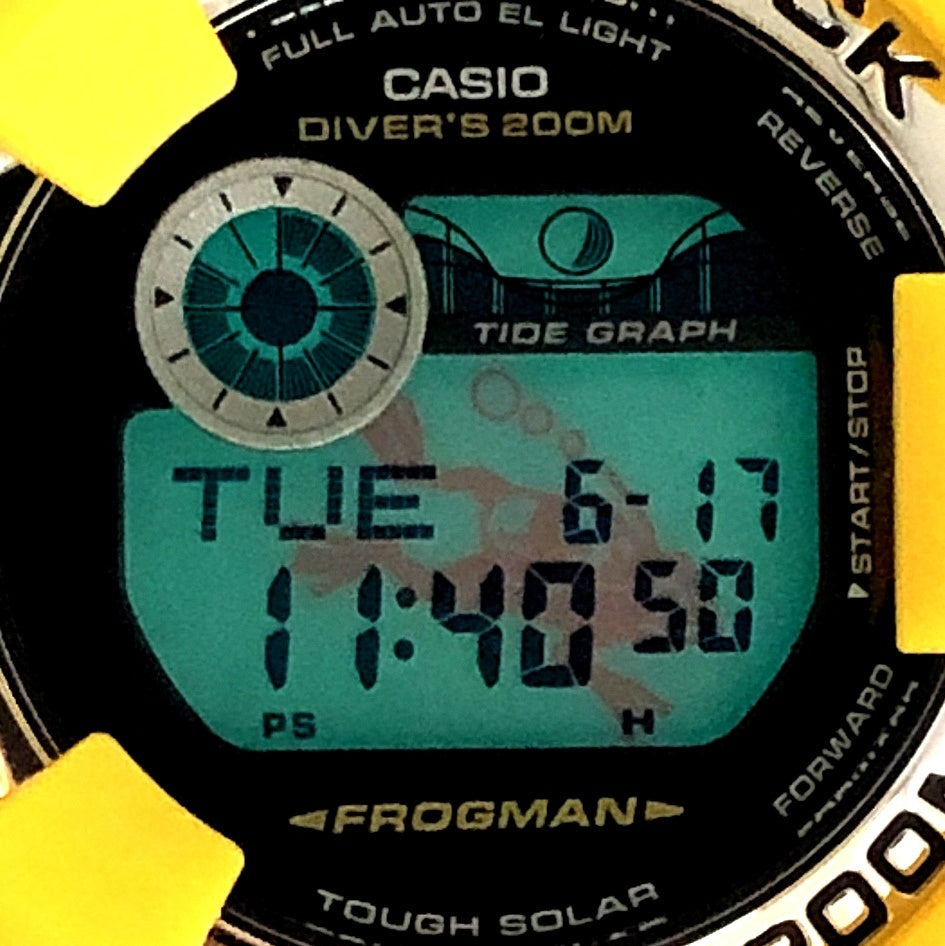 FULL AUTO EL LIGHT
CASIO
DIVER'S 200M
REVERSE
TIDE GRAPH
START/STOP
TUE 6-17
11:40 50
PS H
FORWARD
FROGMAN
TOUGH SOLAR
200M